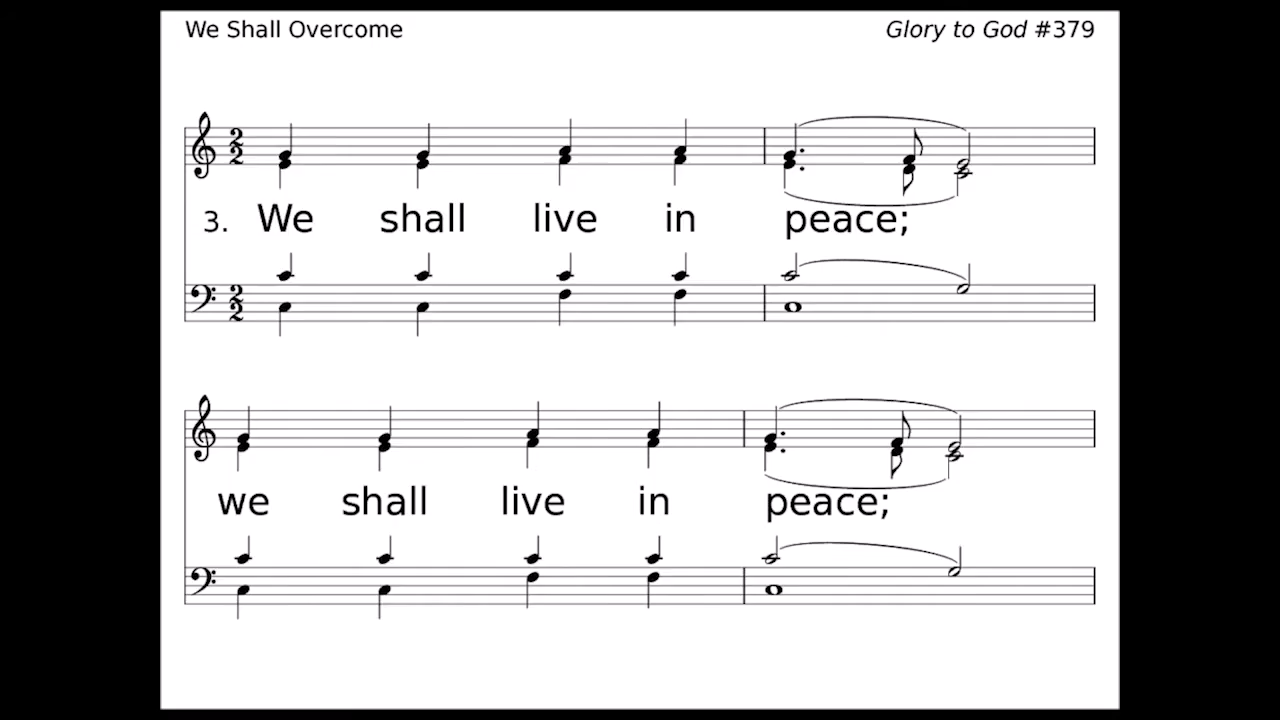 We Shall Overcome
Glory to God #379
3. We shall live in peace;
we shall live in peace;